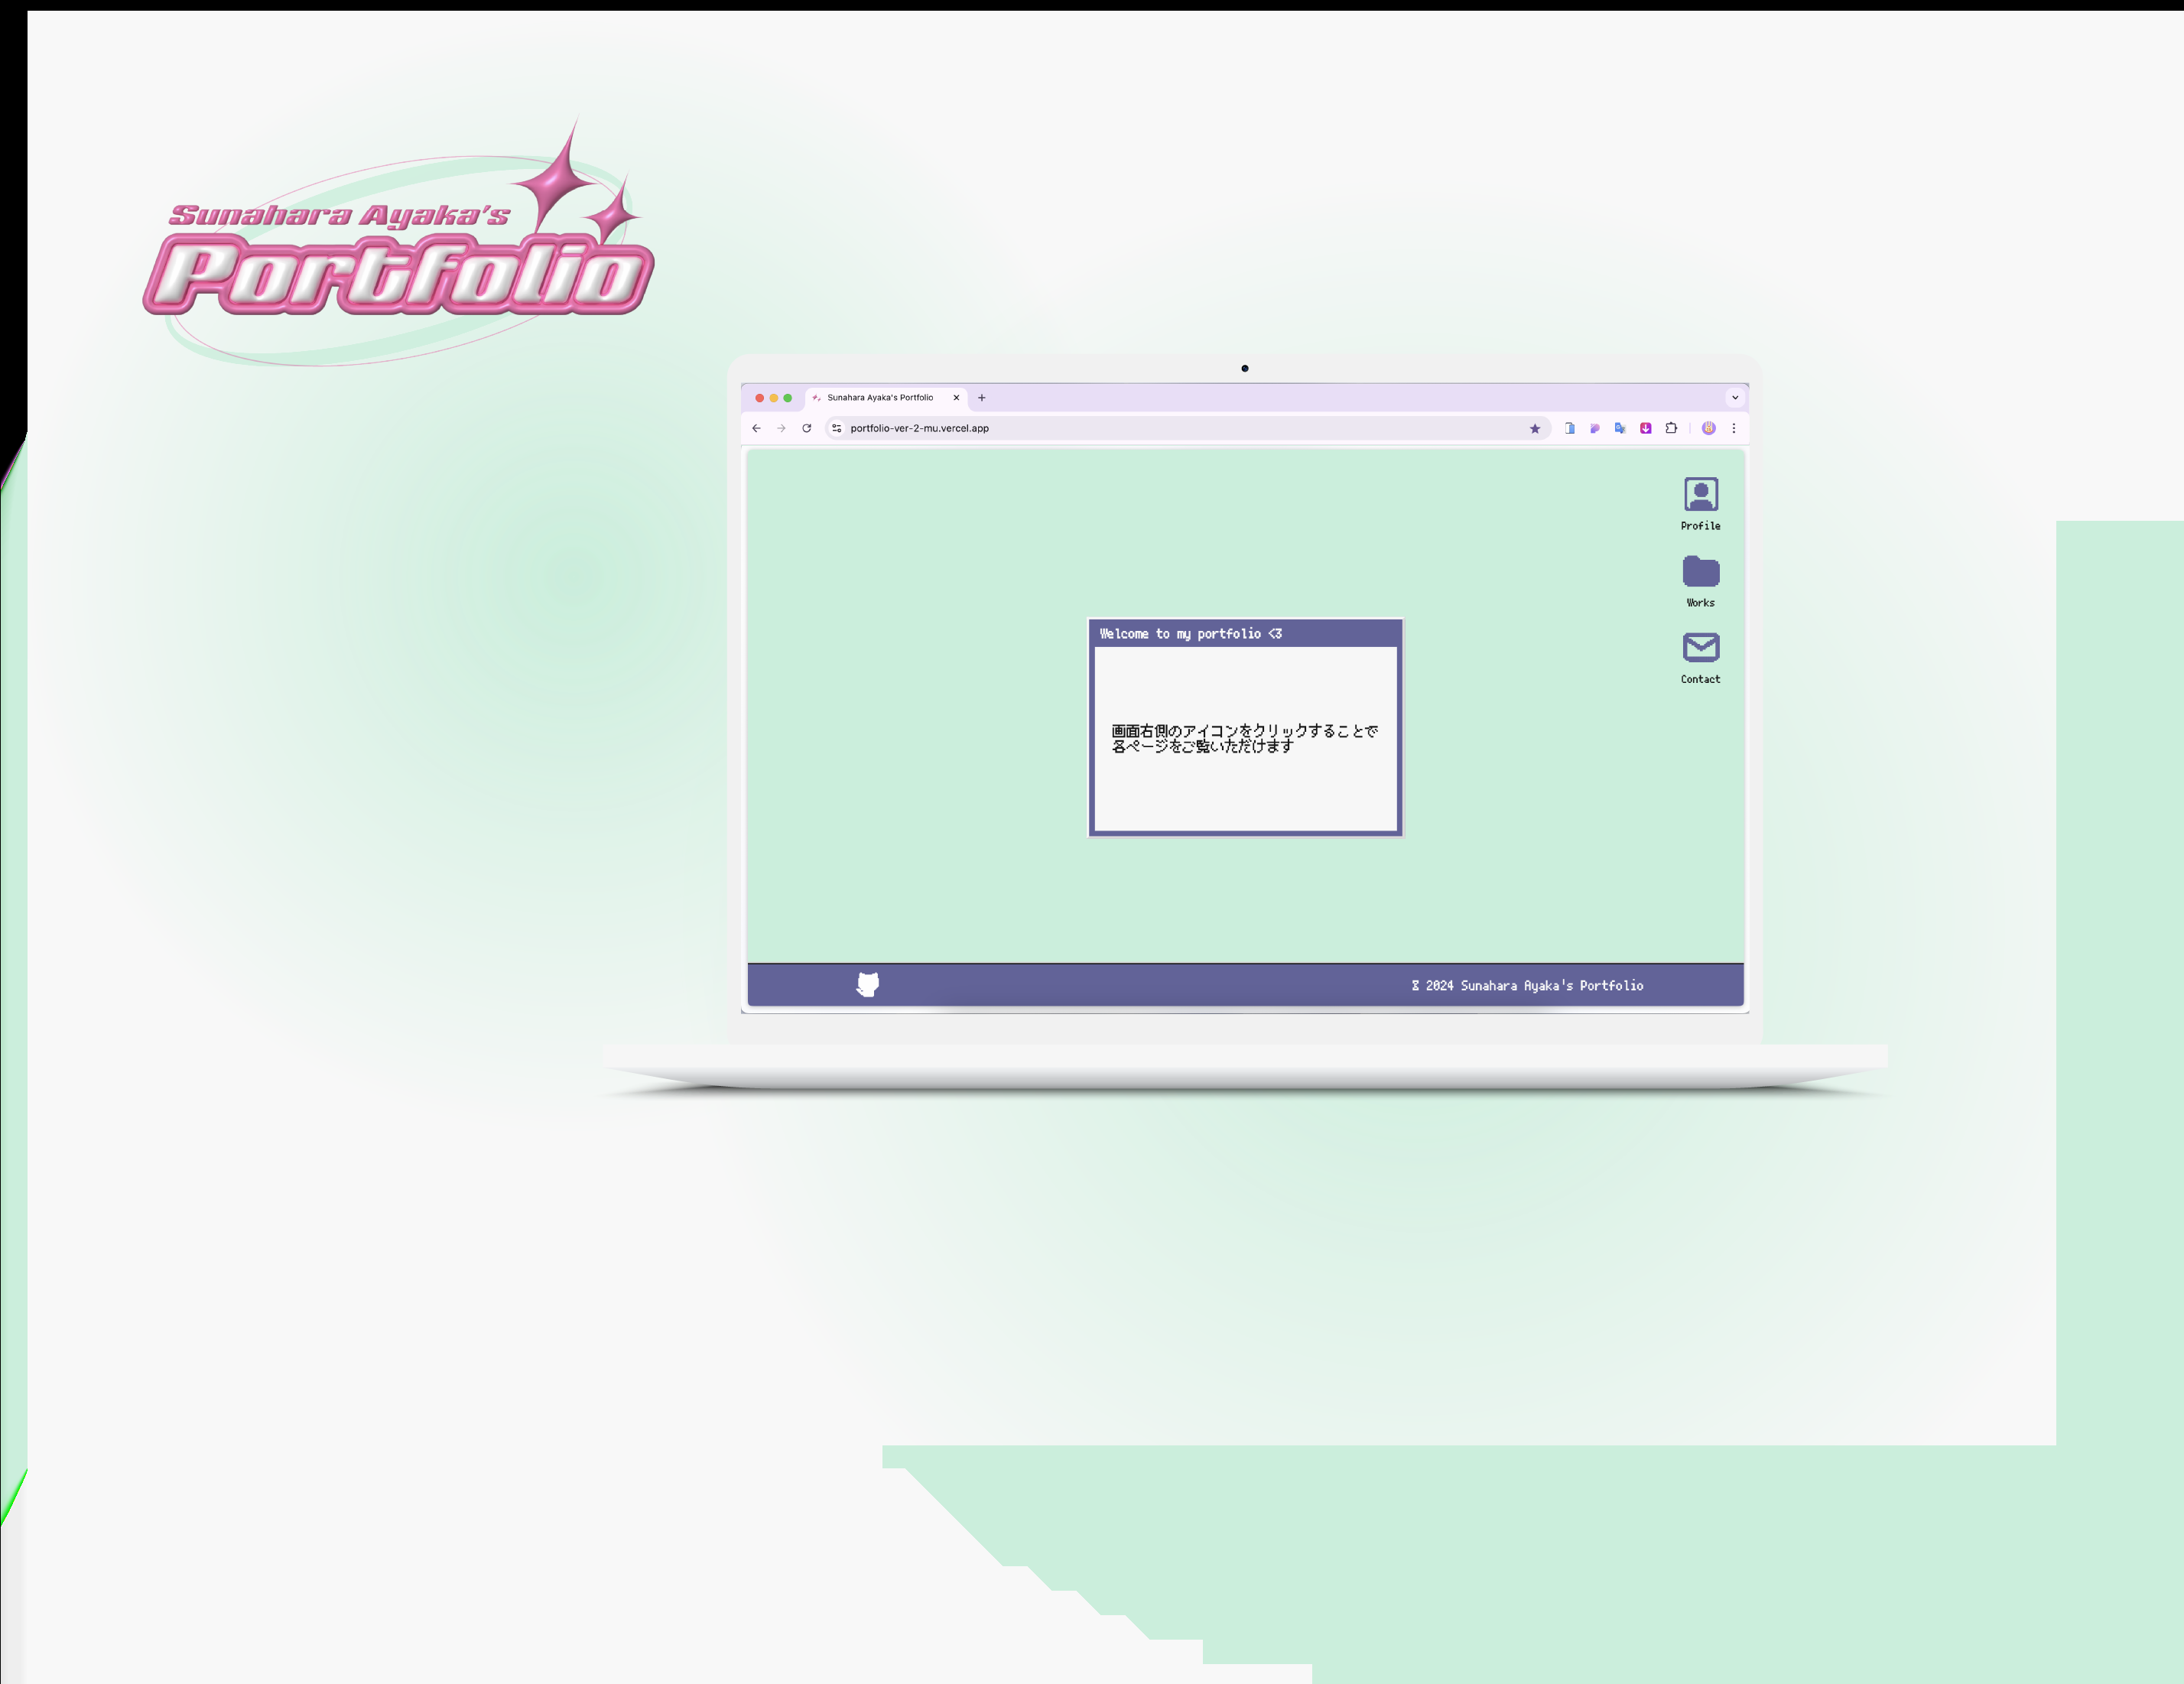 Sunahara Ayaka's
Portfolio
Sunahara Ayaka's Portfolio
portfolio-ver-2-mu.vercel.app
Profile
Works
Contact
Welcome to my portfolio <3
画面右側のアイコンをクリックすることで
各ページをご覧いただけます
© 2024 Sunahara Ayaka's Portfolio